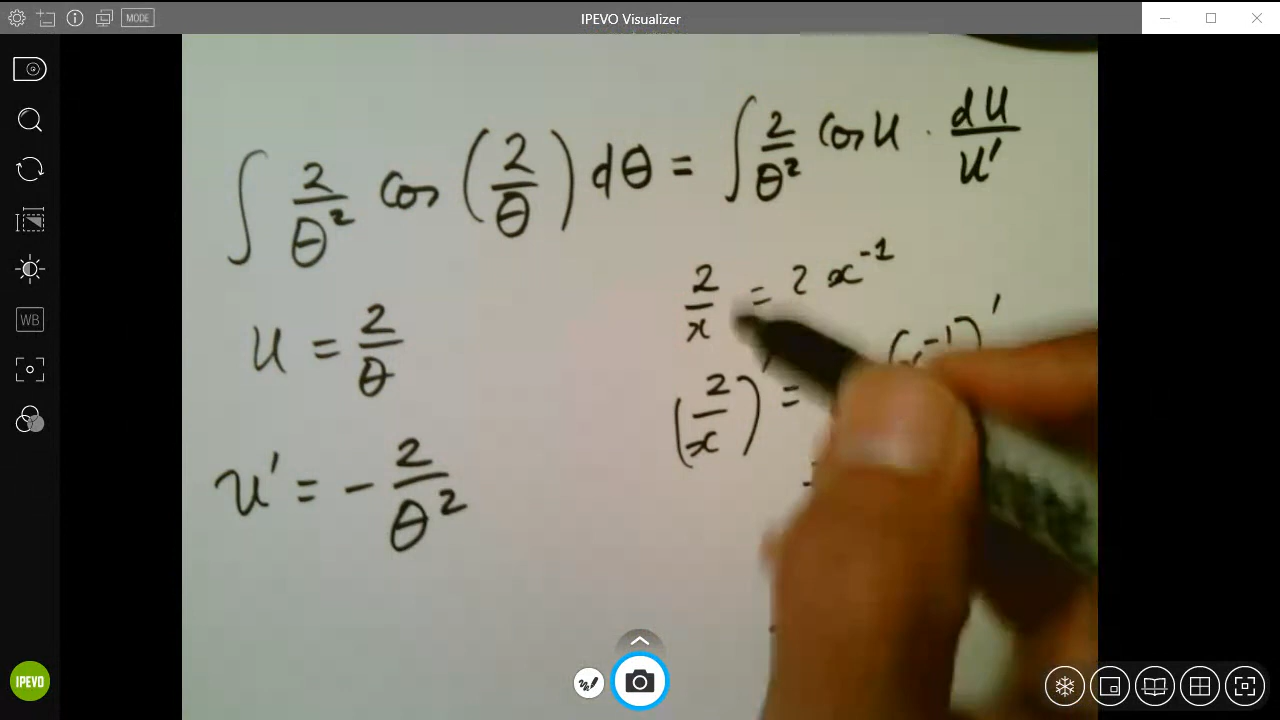 IPEVO Visualizer
MODE
WB
IPEVO
∫ 2/θ² cos (2/θ) dθ = ∫ 2/θ² cos u · du/u'
u = 2/θ
u' = - 2/θ²
2/x = 2 x⁻¹
(2/x)' =